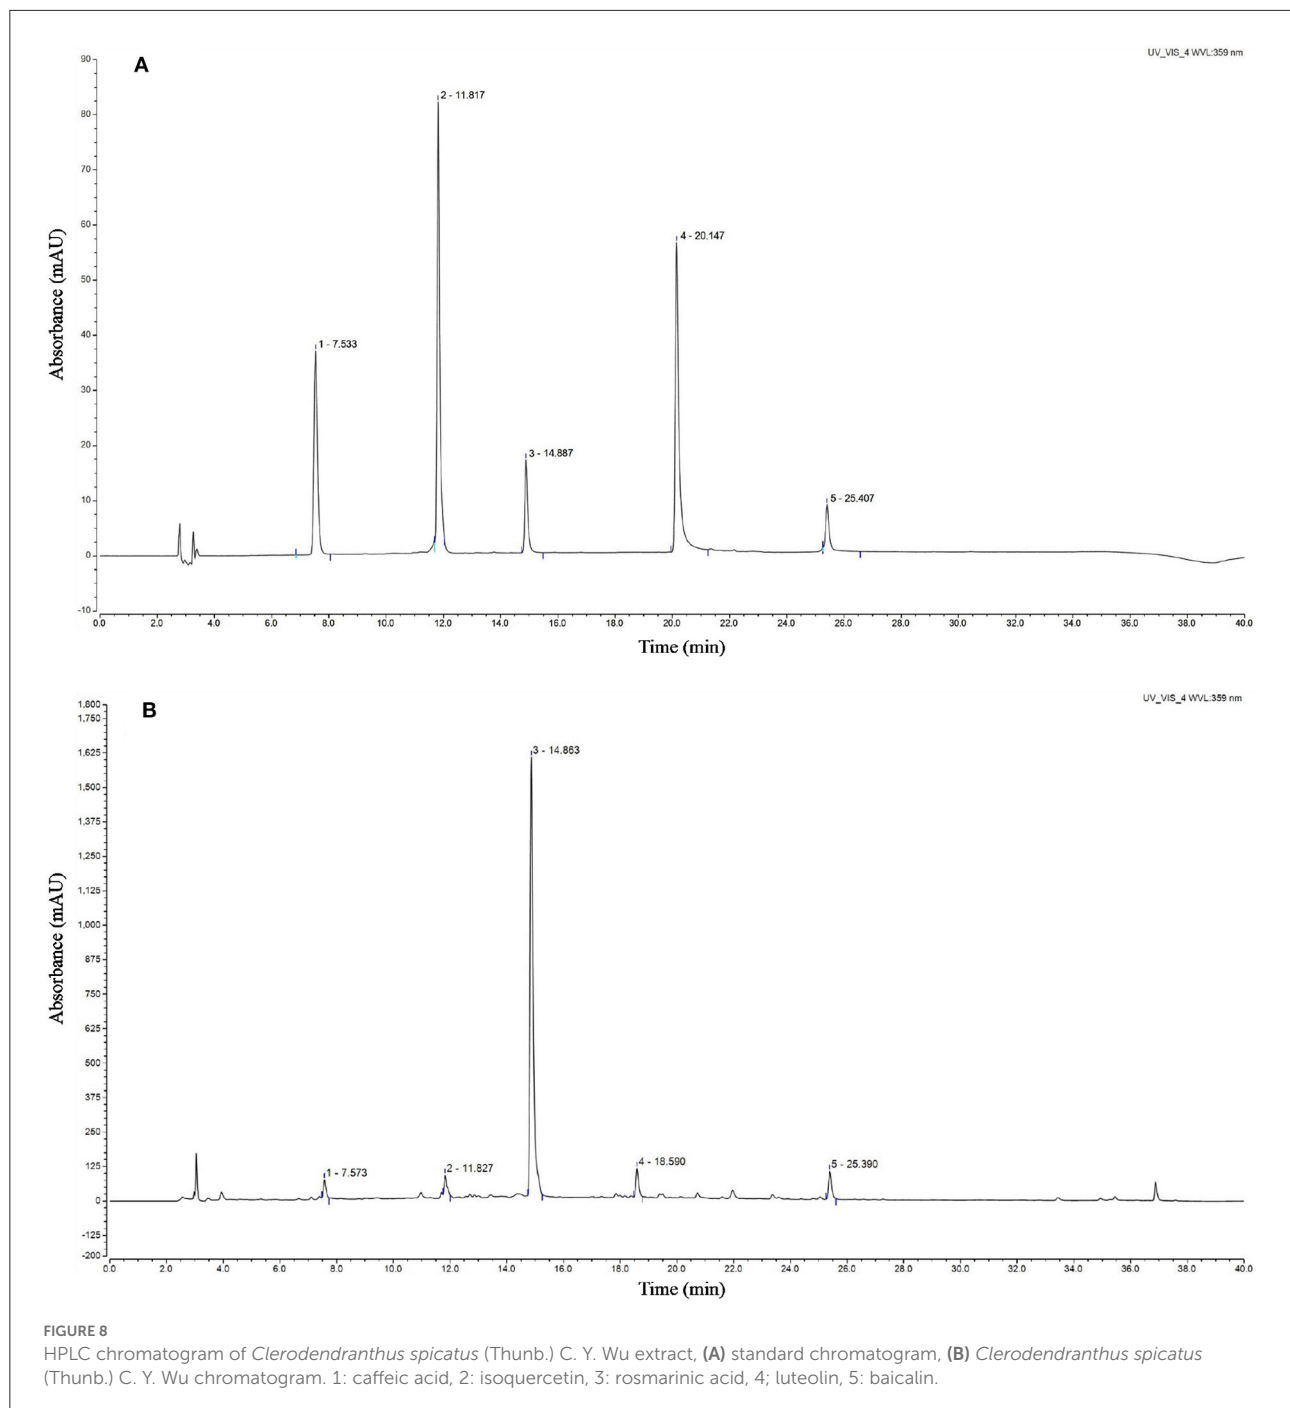 A
UV_VIS_4 WVL:359 nm
90
80
70
60
50
40
30
20
10
0
-10
Absorbance (mAU)
1 - 7.533
2 - 11.817
3 - 14.887
4 - 20.147
5 - 25.407
0.0 2.0 4.0 6.0 8.0 10.0 12.0 14.0 16.0 18.0 20.0 22.0 24.0 26.0 28.0 30.0 32.0 34.0 36.0 38.0 40.0
Time (min)
B
UV_VIS_4 WVL:359 nm
1,800
1,750
1,625
1,500
1,375
1,250
1,125
1,000
875
750
625
500
375
250
125
0
-125
-200
Absorbance (mAU)
1 - 7.573
2 - 11.827
3 - 14.863
4 - 18.590
5 - 25.390
0.0 2.0 4.0 6.0 8.0 10.0 12.0 14.0 16.0 18.0 20.0 22.0 24.0 26.0 28.0 30.0 32.0 34.0 36.0 38.0 40.0
Time (min)
FIGURE 8
HPLC chromatogram of Clerodendranthus spicatus (Thunb.) C. Y. Wu extract, (A) standard chromatogram, (B) Clerodendranthus spicatus
(Thunb.) C. Y. Wu chromatogram. 1: caffeic acid, 2: isoquercetin, 3: rosmarinic acid, 4; luteolin, 5: baicalin.